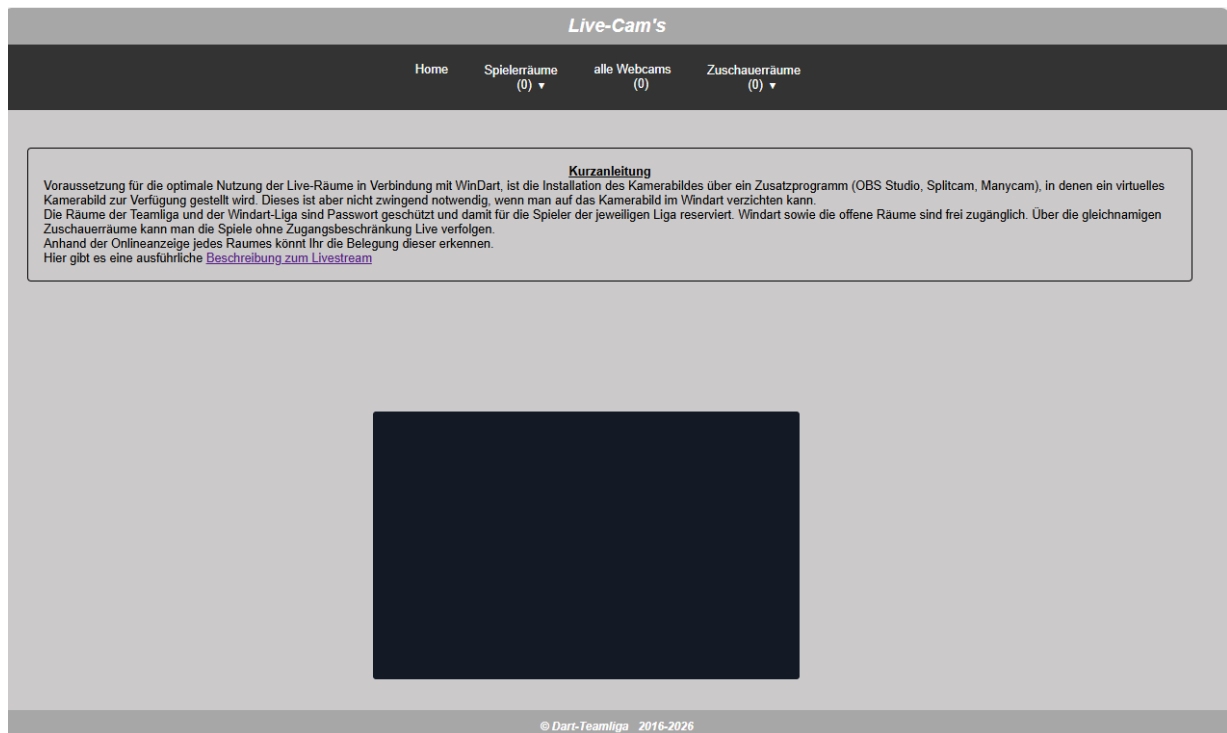 Live-Cam's
Home
Spielerräume
(0) ▼
alle Webcams
(0)
Zuschauerräume
(0) ▼
Kurzanleitung
Voraussetzung für die optimale Nutzung der Live-Räume in Verbindung mit WinDart, ist die Installation des Kamerabildes über ein Zusatzprogramm (OBS Studio, Splitcam, Manycam), in denen ein virtuelles
Kamerabild zur Verfügung gestellt wird. Dieses ist aber nicht zwingend notwendig, wenn man auf das Kamerabild im Windart verzichten kann.
Die Räume der Teamliga und der Windart-Liga sind Passwort geschützt und damit für die Spieler der jeweiligen Liga reserviert. Windart sowie die offene Räume sind frei zugänglich. Über die gleichnamigen
Zuschauerräume kann man die Spiele ohne Zugangsbeschränkung Live verfolgen.
Anhand der Onlineanzeige jedes Raumes könnt Ihr die Belegung dieser erkennen.
Hier gibt es eine ausführliche Beschreibung zum Livestream
© Dart-Teamliga 2016-2026